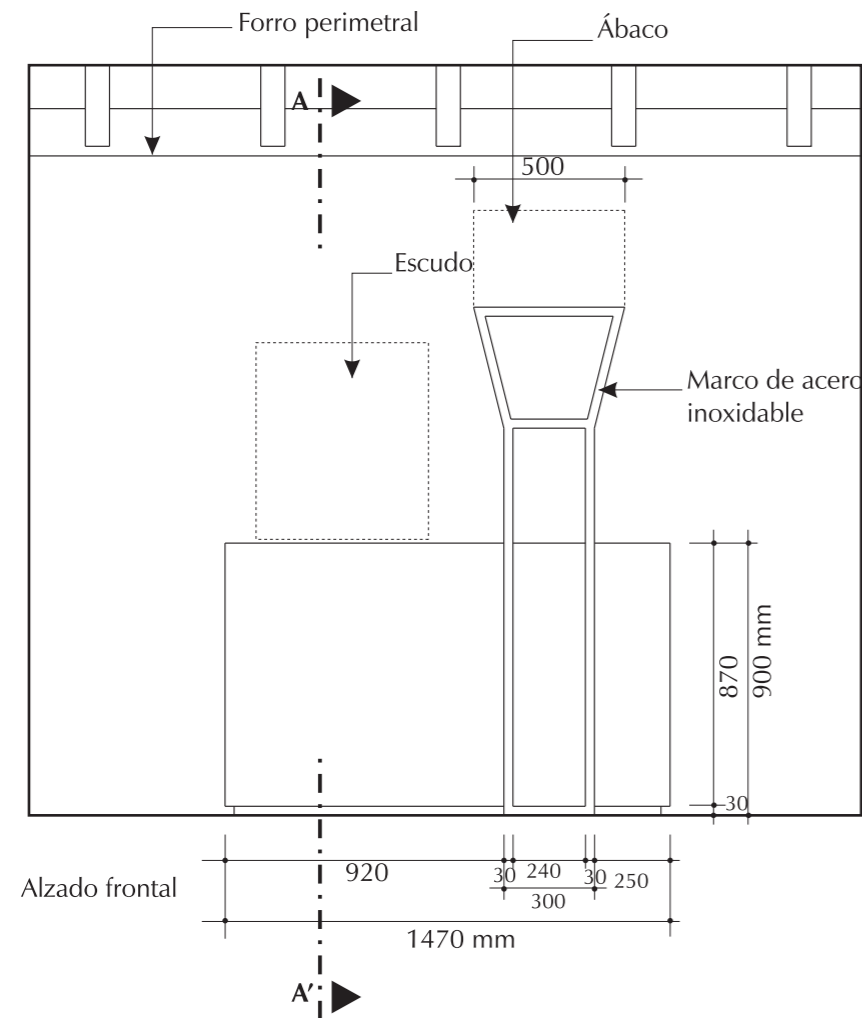 Forro perimetral
Ábaco
A
500
Escudo
Marco de acero
inoxidable
870
900 mm
30
920
30
240
30
250
300
Alzado frontal
1470 mm
A'